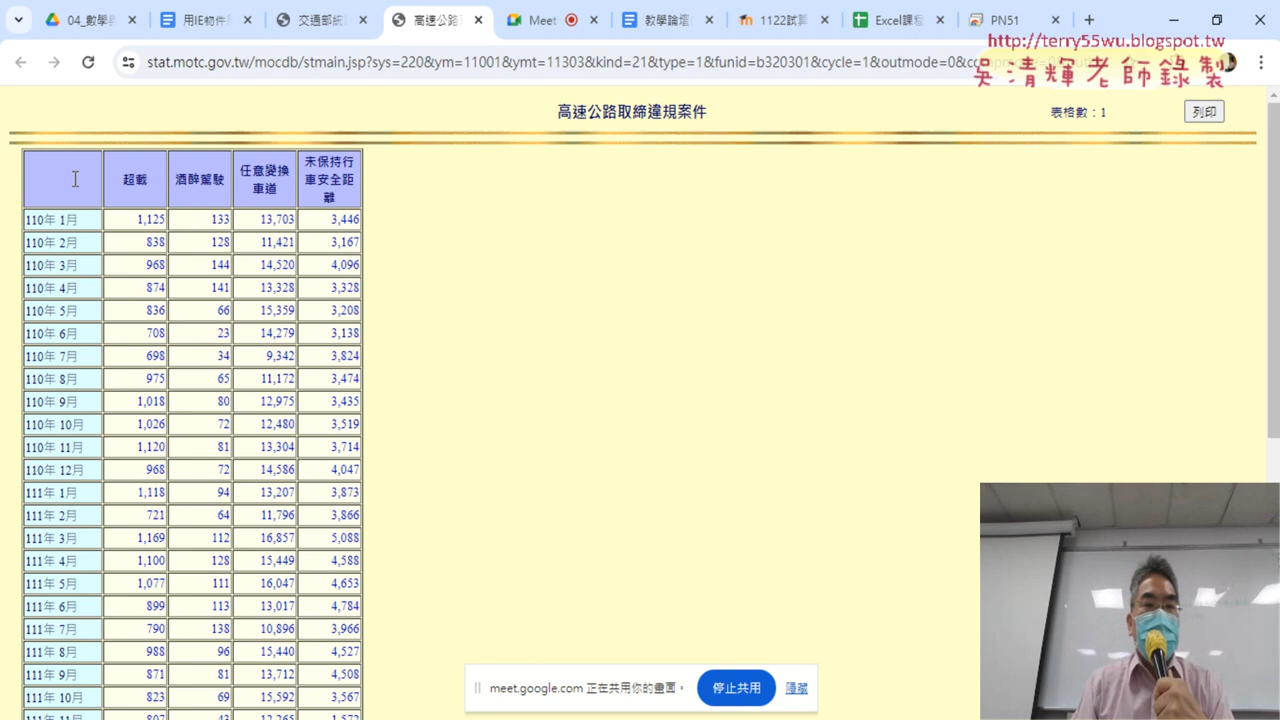 04_數學
用IE物件
交通部統
高速公路
Meet
教學論壇
1122試算
Excel課程
PN51
http://terry55wu.blogspot.tw
吳清輝老師錄製
stat.motc.gov.tw/mocdb/stmain.jsp?sys=220&ym=11001&ymt=11303&kind=21&type=1&funid=b320301&cycle=1&outmode=0&co
高速公路取締違規案件
表格數：1
列印
超載 酒醉駕駛 任意變換車道 未保持行車安全距離
110年 1月 1,125 133 13,703 3,446
110年 2月 838 128 11,421 3,167
110年 3月 968 144 14,520 4,096
110年 4月 874 141 13,328 3,328
110年 5月 836 66 15,359 3,208
110年 6月 708 23 14,279 3,138
110年 7月 698 34 9,342 3,824
110年 8月 975 65 11,172 3,474
110年 9月 1,018 80 12,975 3,435
110年 10月 1,026 72 12,480 3,519
110年 11月 1,120 81 13,304 3,714
110年 12月 968 72 14,586 4,047
111年 1月 1,118 94 13,207 3,873
111年 2月 721 64 11,796 3,866
111年 3月 1,169 112 16,857 5,088
111年 4月 1,100 128 15,449 4,588
111年 5月 1,077 111 16,047 4,653
111年 6月 899 113 13,017 4,784
111年 7月 790 138 10,896 3,966
111年 8月 988 96 15,440 4,527
111年 9月 871 81 13,712 4,508
111年 10月 823 69 15,592 3,567
111年 11月 807 43 12,265 1,572
meet.google.com 正在共用你的畫面。
停止共用
隱藏